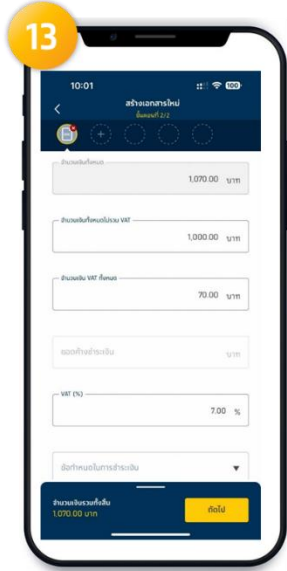 13
10:01
100
สร้างเอกสารใหม่
ขั้นตอนที่ 2/2
จำนวนเงินทั้งหมด
1,070.00 บาท
จำนวนเงินทั้งหมดไม่รวม VAT
1,000.00 บาท
จำนวนเงิน VAT ทั้งหมด
70.00 บาท
ยอดค้างชำระเงิน
บาท
VAT (%)
7.00 %
ข้อกำหนดในการชำระเงิน
จำนวนเงินรวมทั้งสิ้น
1,070.00 บาท
ถัดไป